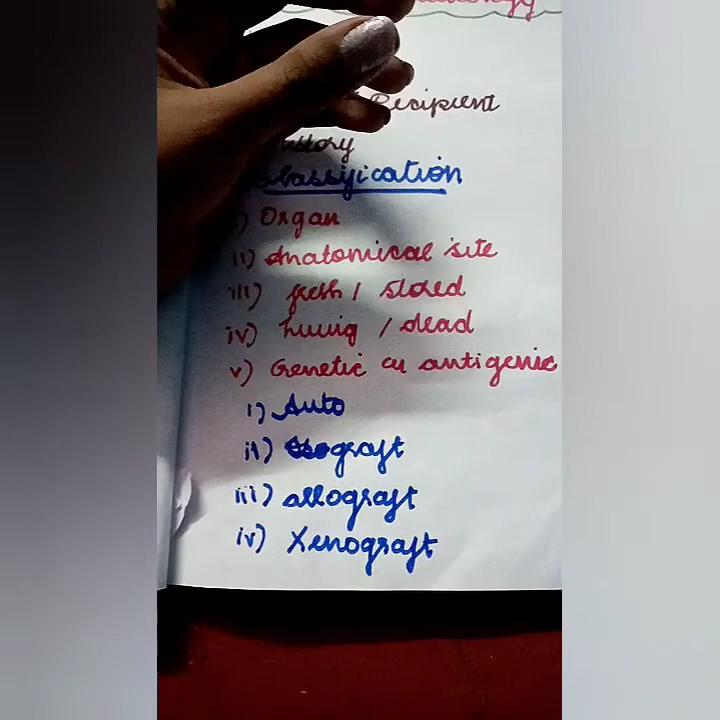 Recipient
Classification
i) Organ
ii) Anatomical site
iii) fresh / stored
iv) living / dead
v) Genetic or antigenic
i) Auto
ii) Isograft
iii) allograft
iv) Xenograft